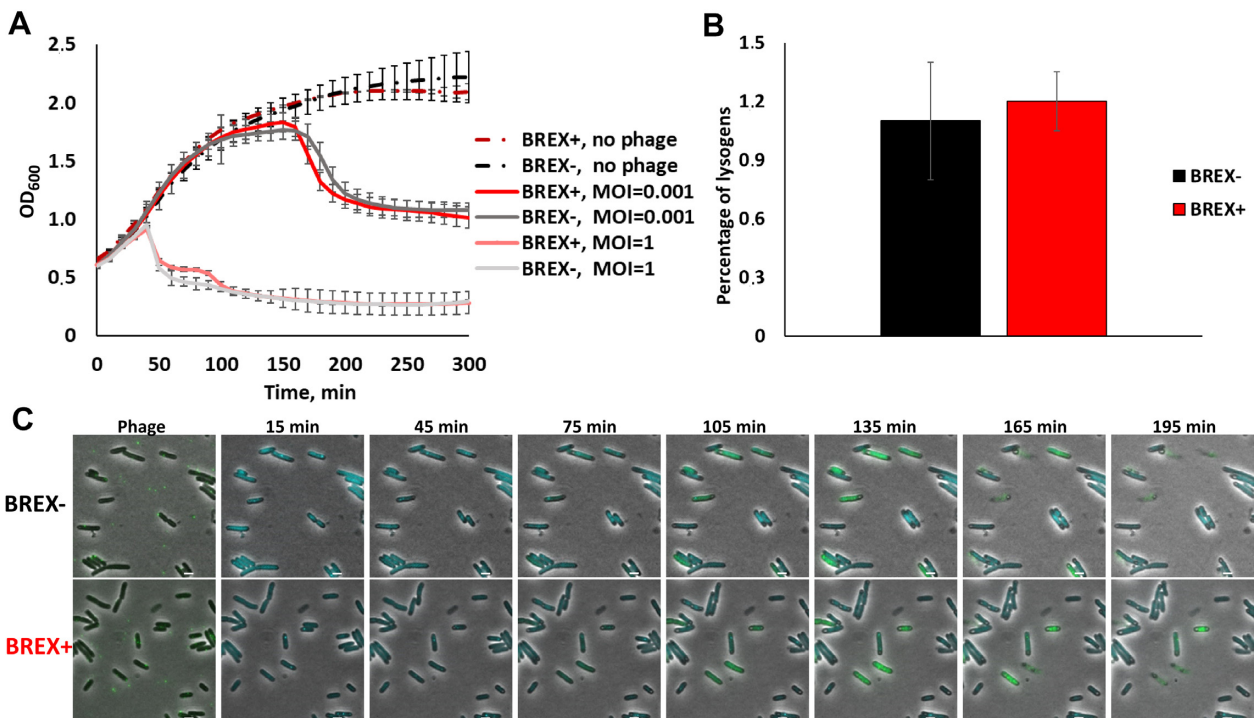 A
2.5
2.0
1.5
1.0
0.5
0
OD600
0 50 100 150 200 250 300
Time, min
BREX+, no phage
BREX-, no phage
BREX+, MOI=0.001
BREX-, MOI=0.001
BREX+, MOI=1
BREX-, MOI=1
B
1.5
1.2
0.9
0.6
0.3
0
Percentage of lysogens
BREX-
BREX+
C
Phage 15 min 45 min 75 min 105 min 135 min 165 min 195 min
BREX-
BREX+